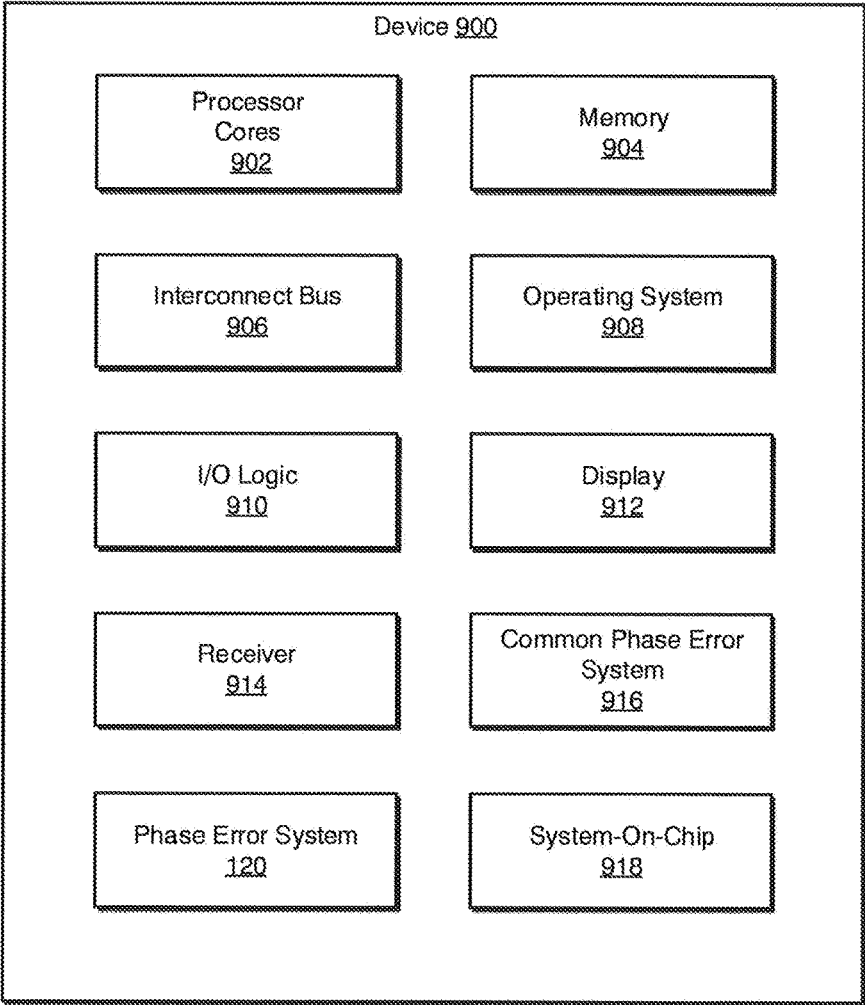 Device 900
Processor
Cores
902
Memory
904
Interconnect Bus
906
Operating System
908
I/O Logic
910
Display
912
Receiver
914
Common Phase Error
System
916
Phase Error System
120
System-On-Chip
918